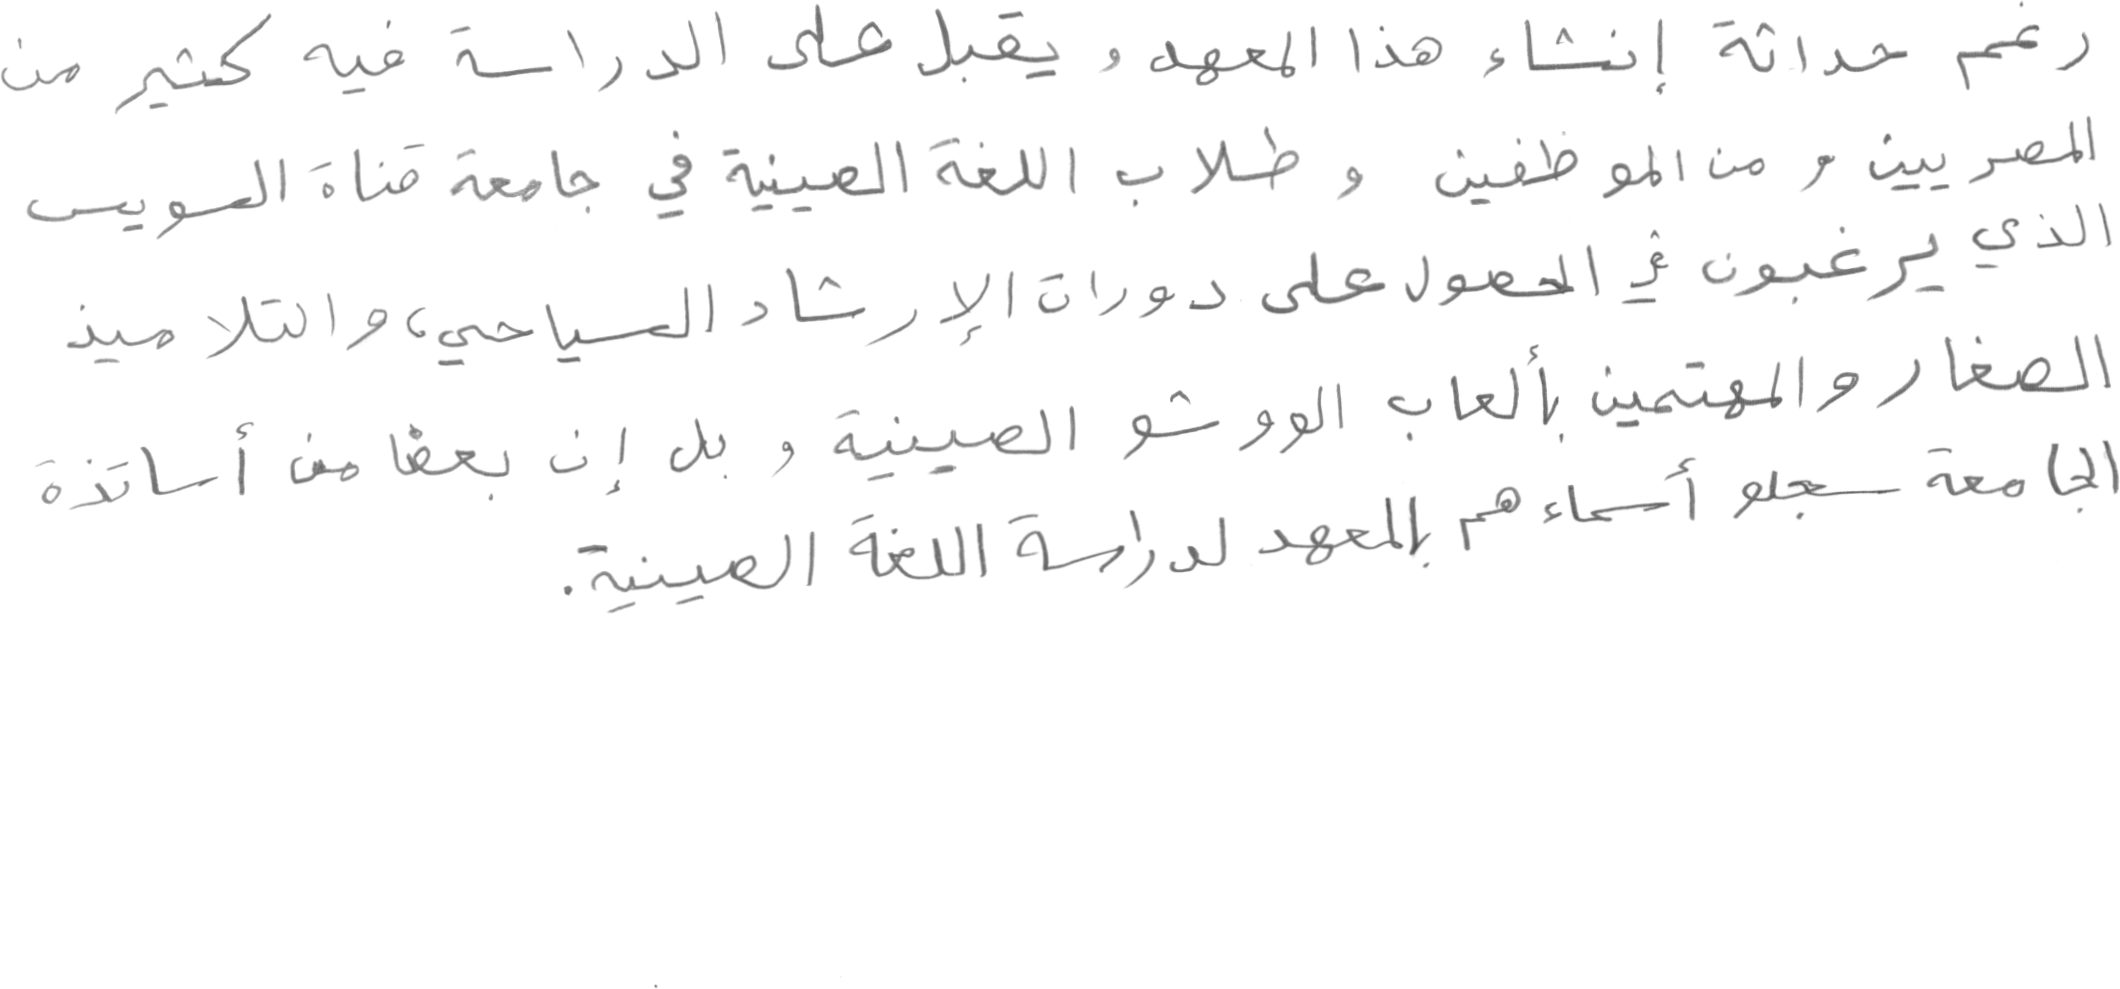 رغم حداثة إنشاء هذا المعهد، يقبل على الدراسة فيه كثير من
المصريين، من الموظفين و طلاب اللغة الصينية في جامعة قناة السويس
الذي يرغبون في الحصول على دورات الإرشاد السياحي، والتلاميذ
الصغار والمهتمين بألعاب الووشو الصينية، بل إن بعضا من أساتذة
الجامعة سجلو أسماءهم بالمعهد لدراسة اللغة الصينية.